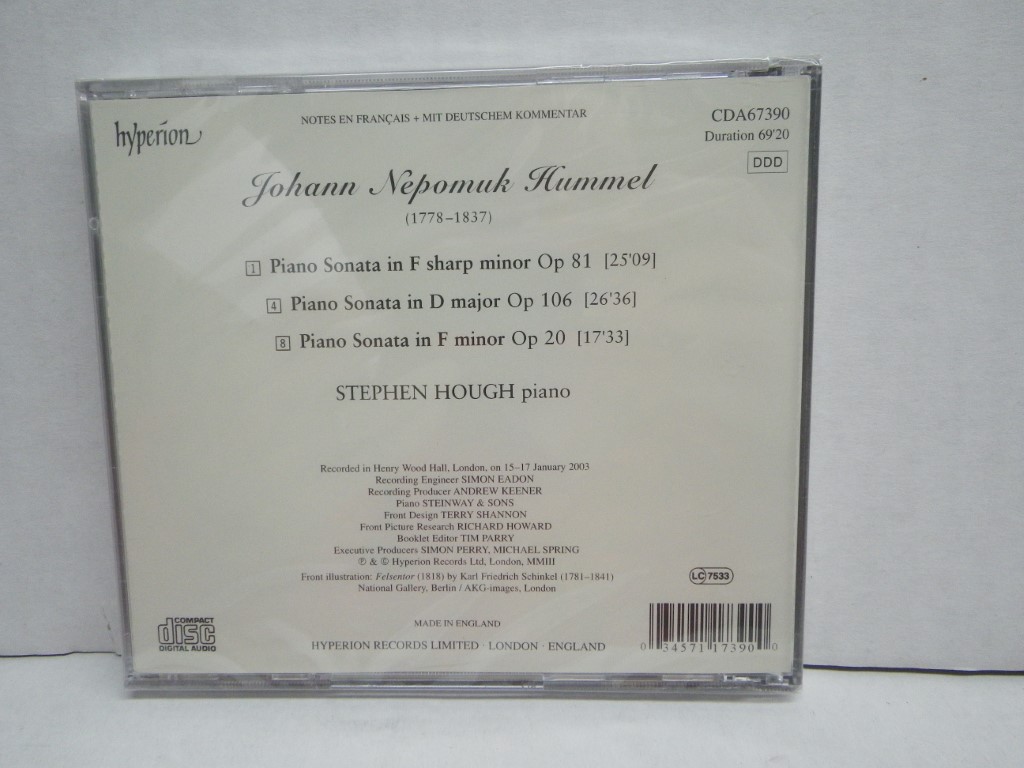 hyperion
NOTES EN FRANÇAIS + MIT DEUTSCHEM KOMMENTAR
CDA67390
Duration 69'20
DDD
Johann Nepomuk Hummel
(1778–1837)
1 Piano Sonata in F sharp minor Op 81 [25'09]
4 Piano Sonata in D major Op 106 [26'36]
8 Piano Sonata in F minor Op 20 [17'33]
STEPHEN HOUGH piano
Recorded in Henry Wood Hall, London, on 15–17 January 2003
Recording Engineer SIMON EADON
Recording Producer ANDREW KEENER
Piano STEINWAY & SONS
Front Design TERRY SHANNON
Front Picture Research RICHARD HOWARD
Booklet Editor TIM PARRY
Executive Producers SIMON PERRY, MICHAEL SPRING
℗ & © Hyperion Records Ltd, London, MMIII
Front illustration: Felsentor (1818) by Karl Friedrich Schinkel (1781–1841)
National Gallery, Berlin / AKG-images, London
LC 7533
COMPACT
disc
DIGITAL AUDIO
MADE IN ENGLAND
HYPERION RECORDS LIMITED · LONDON · ENGLAND
0 34571 17390 0